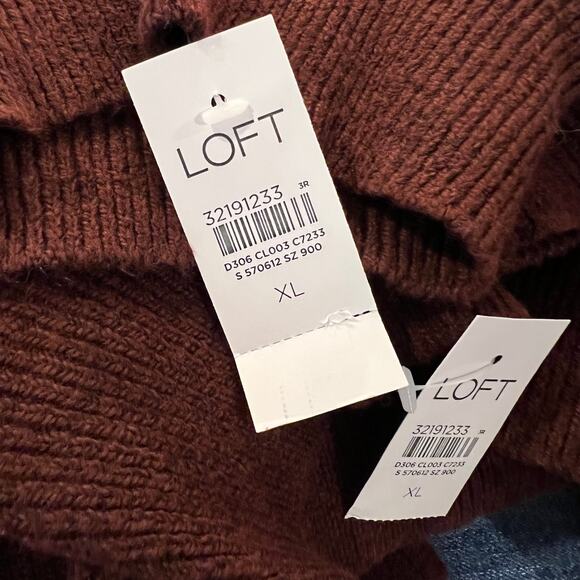 LOFT
32191233 3R
D306 CL003 C7233
S 570612 SZ 900
XL
LOFT
32191233 3R
D306 CL003 C7233
S 570612 SZ 900
XL